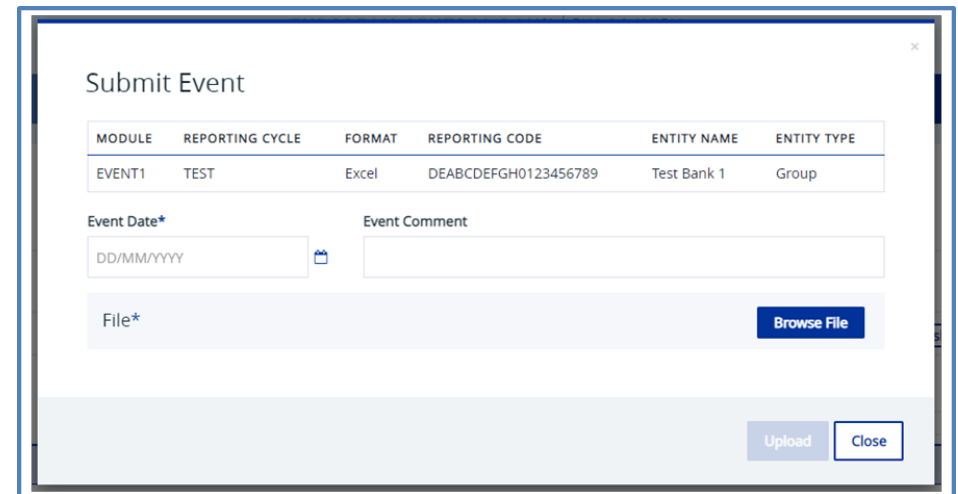 ×
Submit Event
MODULE REPORTING CYCLE FORMAT REPORTING CODE ENTITY NAME ENTITY TYPE
EVENT1 TEST Excel DEABCDEFGH0123456789 Test Bank 1 Group
Event Date* Event Comment
DD/MM/YYYY
File* Browse File
Upload Close